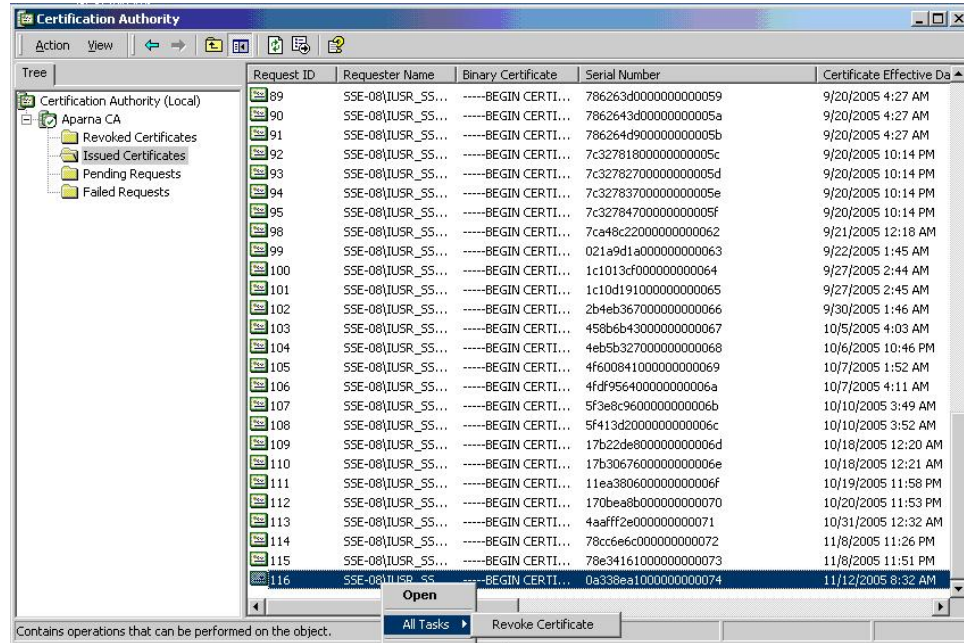 Certification Authority
Action View
Tree
Request ID Requester Name Binary Certificate Serial Number Certificate Effective Da
Certification Authority (Local)
Aparna CA
Revoked Certificates
Issued Certificates
Pending Requests
Failed Requests
89 SSE-08\IUSR_SS... -----BEGIN CERTI... 786263d0000000000059 9/20/2005 4:27 AM
90 SSE-08\IUSR_SS... -----BEGIN CERTI... 7862643d00000000005a 9/20/2005 4:27 AM
91 SSE-08\IUSR_SS... -----BEGIN CERTI... 786264d900000000005b 9/20/2005 4:27 AM
92 SSE-08\IUSR_SS... -----BEGIN CERTI... 7c32781800000000005c 9/20/2005 10:14 PM
93 SSE-08\IUSR_SS... -----BEGIN CERTI... 7c32782700000000005d 9/20/2005 10:14 PM
94 SSE-08\IUSR_SS... -----BEGIN CERTI... 7c32783700000000005e 9/20/2005 10:14 PM
95 SSE-08\IUSR_SS... -----BEGIN CERTI... 7c32784700000000005f 9/20/2005 10:14 PM
98 SSE-08\IUSR_SS... -----BEGIN CERTI... 7ca48c22000000000062 9/21/2005 12:18 AM
99 SSE-08\IUSR_SS... -----BEGIN CERTI... 021a9d1a000000000063 9/22/2005 1:45 AM
100 SSE-08\IUSR_SS... -----BEGIN CERTI... 1c1013cf000000000064 9/27/2005 2:44 AM
101 SSE-08\IUSR_SS... -----BEGIN CERTI... 1c10d191000000000065 9/27/2005 2:45 AM
102 SSE-08\IUSR_SS... -----BEGIN CERTI... 2b4eb367000000000066 9/30/2005 1:46 AM
103 SSE-08\IUSR_SS... -----BEGIN CERTI... 458b6b43000000000067 10/5/2005 4:03 AM
104 SSE-08\IUSR_SS... -----BEGIN CERTI... 4eb5b327000000000068 10/6/2005 10:46 PM
105 SSE-08\IUSR_SS... -----BEGIN CERTI... 4f600841000000000069 10/7/2005 1:52 AM
106 SSE-08\IUSR_SS... -----BEGIN CERTI... 4fdf956400000000006a 10/7/2005 4:11 AM
107 SSE-08\IUSR_SS... -----BEGIN CERTI... 5f3e8c9600000000006b 10/10/2005 3:49 AM
108 SSE-08\IUSR_SS... -----BEGIN CERTI... 5f413d2000000000006c 10/10/2005 3:52 AM
109 SSE-08\IUSR_SS... -----BEGIN CERTI... 17b22de800000000006d 10/18/2005 12:20 AM
110 SSE-08\IUSR_SS... -----BEGIN CERTI... 17b3067600000000006e 10/18/2005 12:21 AM
111 SSE-08\IUSR_SS... -----BEGIN CERTI... 11ea380600000000006f 10/19/2005 11:58 PM
112 SSE-08\IUSR_SS... -----BEGIN CERTI... 170bea8b000000000070 10/20/2005 11:53 PM
113 SSE-08\IUSR_SS... -----BEGIN CERTI... 4aafff2e000000000071 10/31/2005 12:32 AM
114 SSE-08\IUSR_SS... -----BEGIN CERTI... 78cc6e6c000000000072 11/8/2005 11:26 PM
115 SSE-08\IUSR_SS... -----BEGIN CERTI... 78e34161000000000073 11/8/2005 11:51 PM
116 SSE-08\IUSR_SS... -----BEGIN CERTI... 0a338ea1000000000074 11/12/2005 8:32 AM
Open
All Tasks Revoke Certificate
Contains operations that can be performed on the object.